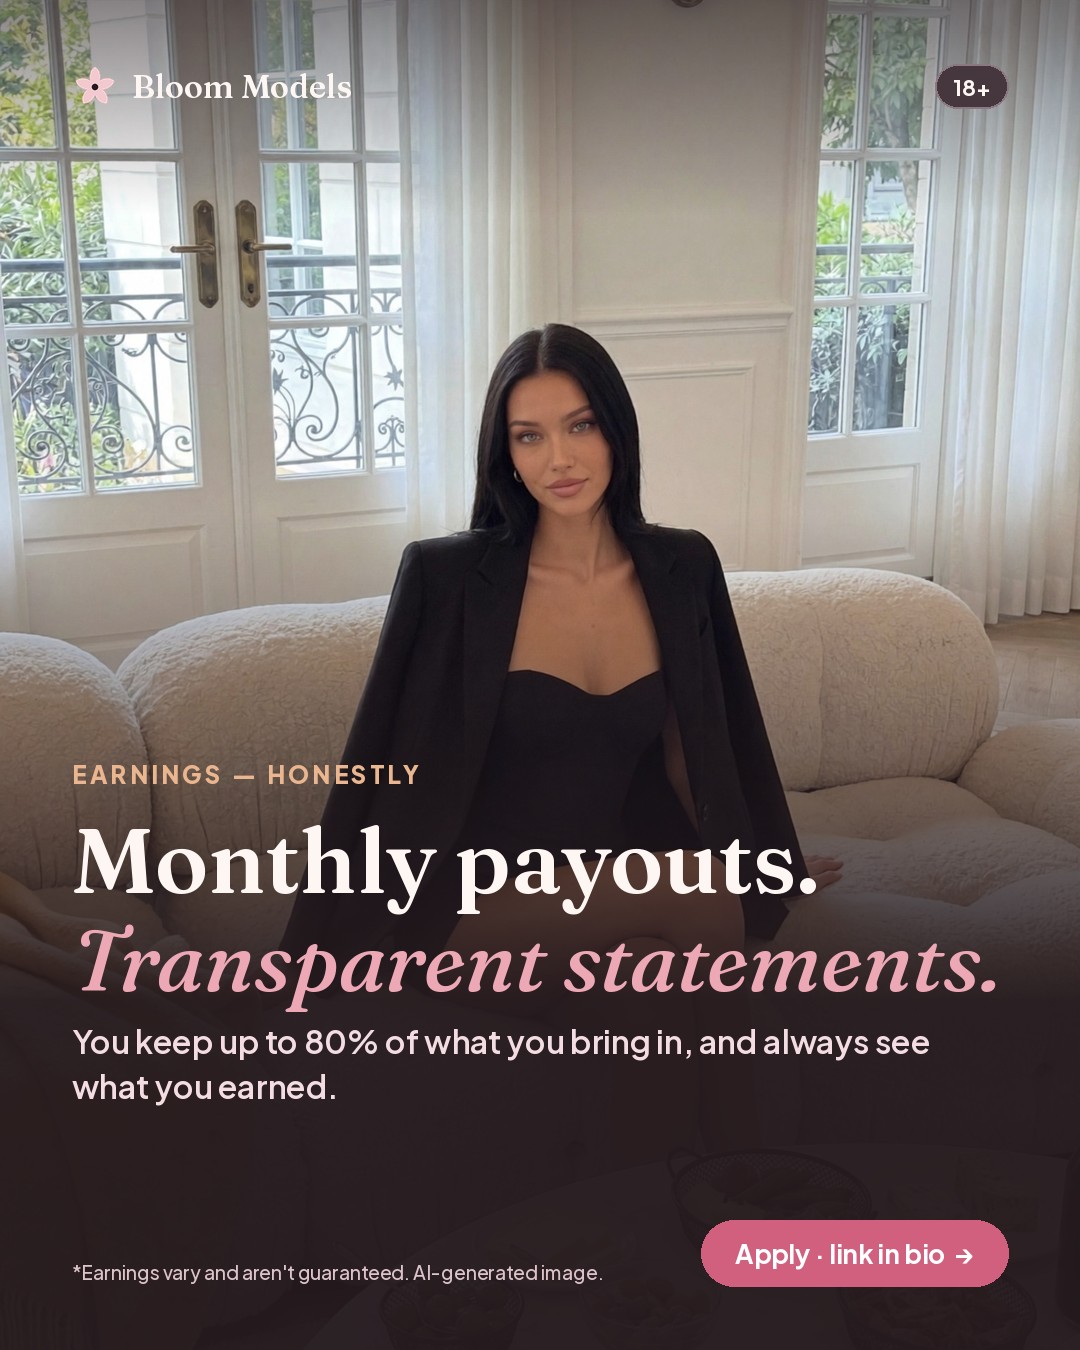 Bloom Models
18+
EARNINGS — HONESTLY
Monthly payouts.
Transparent statements.
You keep up to 80% of what you bring in, and always see
what you earned.
*Earnings vary and aren't guaranteed. AI-generated image.
Apply · link in bio →